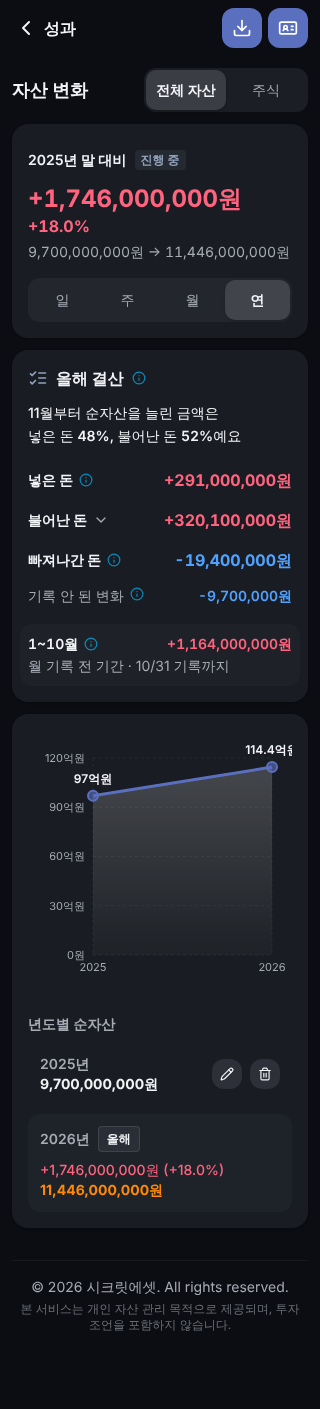 성과
자산 변화
전체 자산
주식
2025년 말 대비 진행 중
+1,746,000,000원
+18.0%
9,700,000,000원 → 11,446,000,000원
일 주 월 연
올해 결산
11월부터 순자산을 늘린 금액은
넣은 돈 48%, 불어난 돈 52%예요
넣은 돈 +291,000,000원
불어난 돈 +320,100,000원
빠져나간 돈 -19,400,000원
기록 안 된 변화 -9,700,000원
1~10월 +1,164,000,000원
월 기록 전 기간 · 10/31 기록까지
114.4억원
120억원
97억원
90억원
60억원
30억원
0원
2025 2026
년도별 순자산
2025년
9,700,000,000원
2026년 올해
+1,746,000,000원 (+18.0%)
11,446,000,000원
© 2026 시크릿에셋. All rights reserved.
본 서비스는 개인 자산 관리 목적으로 제공되며, 투자
조언을 포함하지 않습니다.